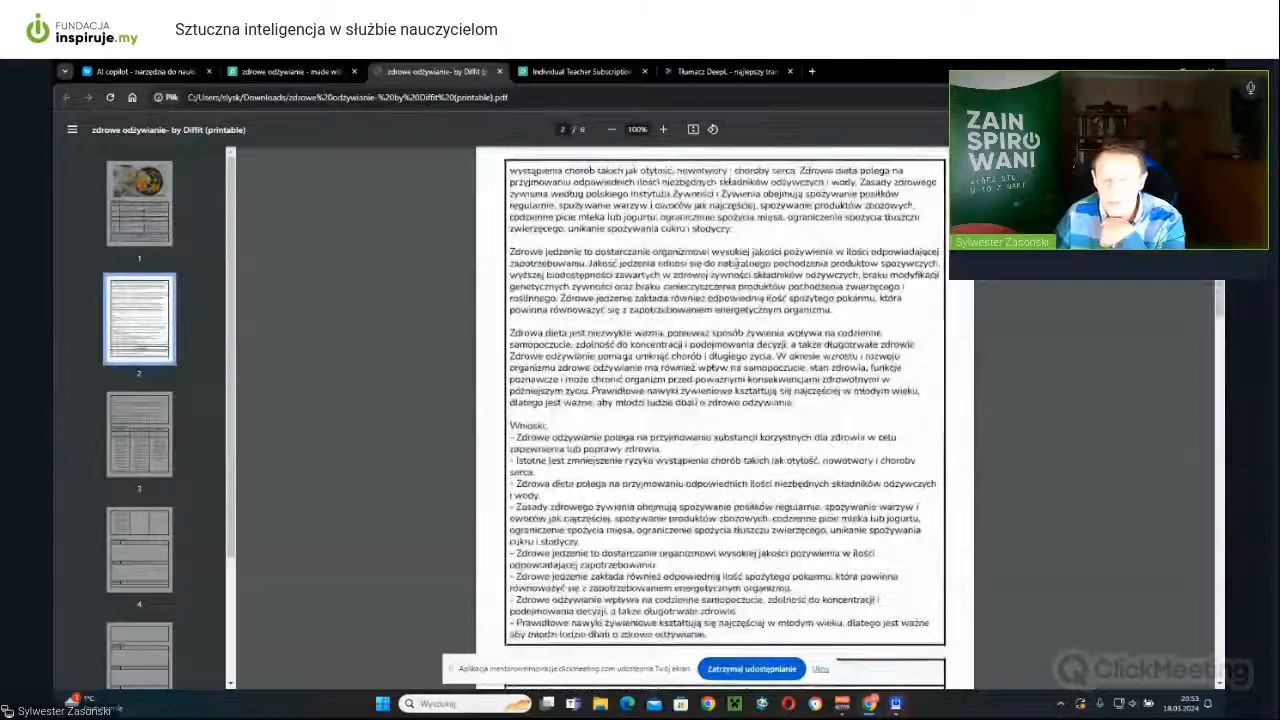 FUNDACJA
inspiruje.my
Sztuczna inteligencja w służbie nauczycielom
AI copilot - narzędzia do nauki
zdrowe odżywianie - made wit
zdrowe odżywianie- by Diffit (p
Individual Teacher Subscription
Tłumacz DeepL - najlepszy tran
Plik
C:/Users/slysk/Downloads/zdrowe%20odżywianie-%20by%20Diffit%20(printable).pdf
zdrowe odżywianie- by Diffit (printable)
2 / 6
100%
1
2
3
4
wystąpienia chorób takich jak otyłość, nowotwory i choroby serca. Zdrowa dieta polega na
przyjmowaniu odpowiednich ilości niezbędnych składników odżywczych i wody. Zasady zdrowego
żywienia według polskiego Instytutu Żywności i Żywienia obejmują spożywanie posiłków
regularnie, spożywanie warzyw i owoców jak najczęściej, spożywanie produktów zbożowych,
codzienne picie mleka lub jogurtu, ograniczenie spożycia mięsa, ograniczenie spożycia tłuszczu
zwierzęcego, unikanie spożywania cukru i słodyczy.
Zdrowe jedzenie to dostarczanie organizmowi wysokiej jakości pożywienia w ilości odpowiadającej
zapotrzebowaniu. Jakość jedzenia odnosi się do naturalnego pochodzenia produktów spożywczych,
wyższej biodostępności zawartych w zdrowej żywności składników odżywczych, braku modyfikacji
genetycznych żywności oraz braku zanieczyszczenia produktów pochodzenia zwierzęcego i
roślinnego. Zdrowe jedzenie zakłada również odpowiednią ilość spożytego pokarmu, która
powinna równoważyć się z zapotrzebowaniem energetycznym organizmu.
Zdrowa dieta jest niezwykle ważna, ponieważ sposób żywienia wpływa na codzienne
samopoczucie, zdolność do koncentracji i podejmowania decyzji, a także długotrwałe zdrowie.
Zdrowe odżywianie pomaga uniknąć chorób i długiego życia. W okresie wzrostu i rozwoju
organizmu zdrowe odżywianie ma również wpływ na samopoczucie, stan zdrowia, funkcje
poznawcze i może chronić organizm przed poważnymi konsekwencjami zdrowotnymi w
późniejszym życiu. Prawidłowe nawyki żywieniowe kształtują się najczęściej w młodym wieku,
dlatego jest ważne, aby młodzi ludzie dbali o zdrowe odżywianie.
Wnioski:
- Zdrowe odżywianie polega na przyjmowaniu substancji korzystnych dla zdrowia w celu
zapewnienia lub poprawy zdrowia.
- Istotne jest zmniejszenie ryzyka wystąpienia chorób takich jak otyłość, nowotwory i choroby
serca.
- Zdrowa dieta polega na przyjmowaniu odpowiednich ilości niezbędnych składników odżywczych
i wody.
- Zasady zdrowego żywienia obejmują spożywanie posiłków regularnie, spożywanie warzyw i
owoców jak najczęściej, spożywanie produktów zbożowych, codzienne picie mleka lub jogurtu,
ograniczenie spożycia mięsa, ograniczenie spożycia tłuszczu zwierzęcego, unikanie spożywania
cukru i słodyczy.
- Zdrowe jedzenie to dostarczanie organizmowi wysokiej jakości pożywienia w ilości
odpowiadającej zapotrzebowaniu.
- Zdrowe jedzenie zakłada również odpowiednią ilość spożytego pokarmu, która powinna
równoważyć się z zapotrzebowaniem energetycznym organizmu.
- Zdrowe odżywianie wpływa na codzienne samopoczucie, zdolność do koncentracji i
podejmowania decyzji, a także długotrwałe zdrowie.
- Prawidłowe nawyki żywieniowe kształtują się najczęściej w młodym wieku, dlatego jest ważne
aby młodzi ludzie dbali o zdrowe odżywianie.
ZAIN
SPIRO
WANI
Sylwester Zasoński
Aplikacja mentoroweinspiracje.clickmeeting.com udostępnia Twój ekran.
Zatrzymaj udostępnianie
Ukryj
ClickMeeting
Wyszukaj
20:53
18.03.2024
Sylwester Zasoński